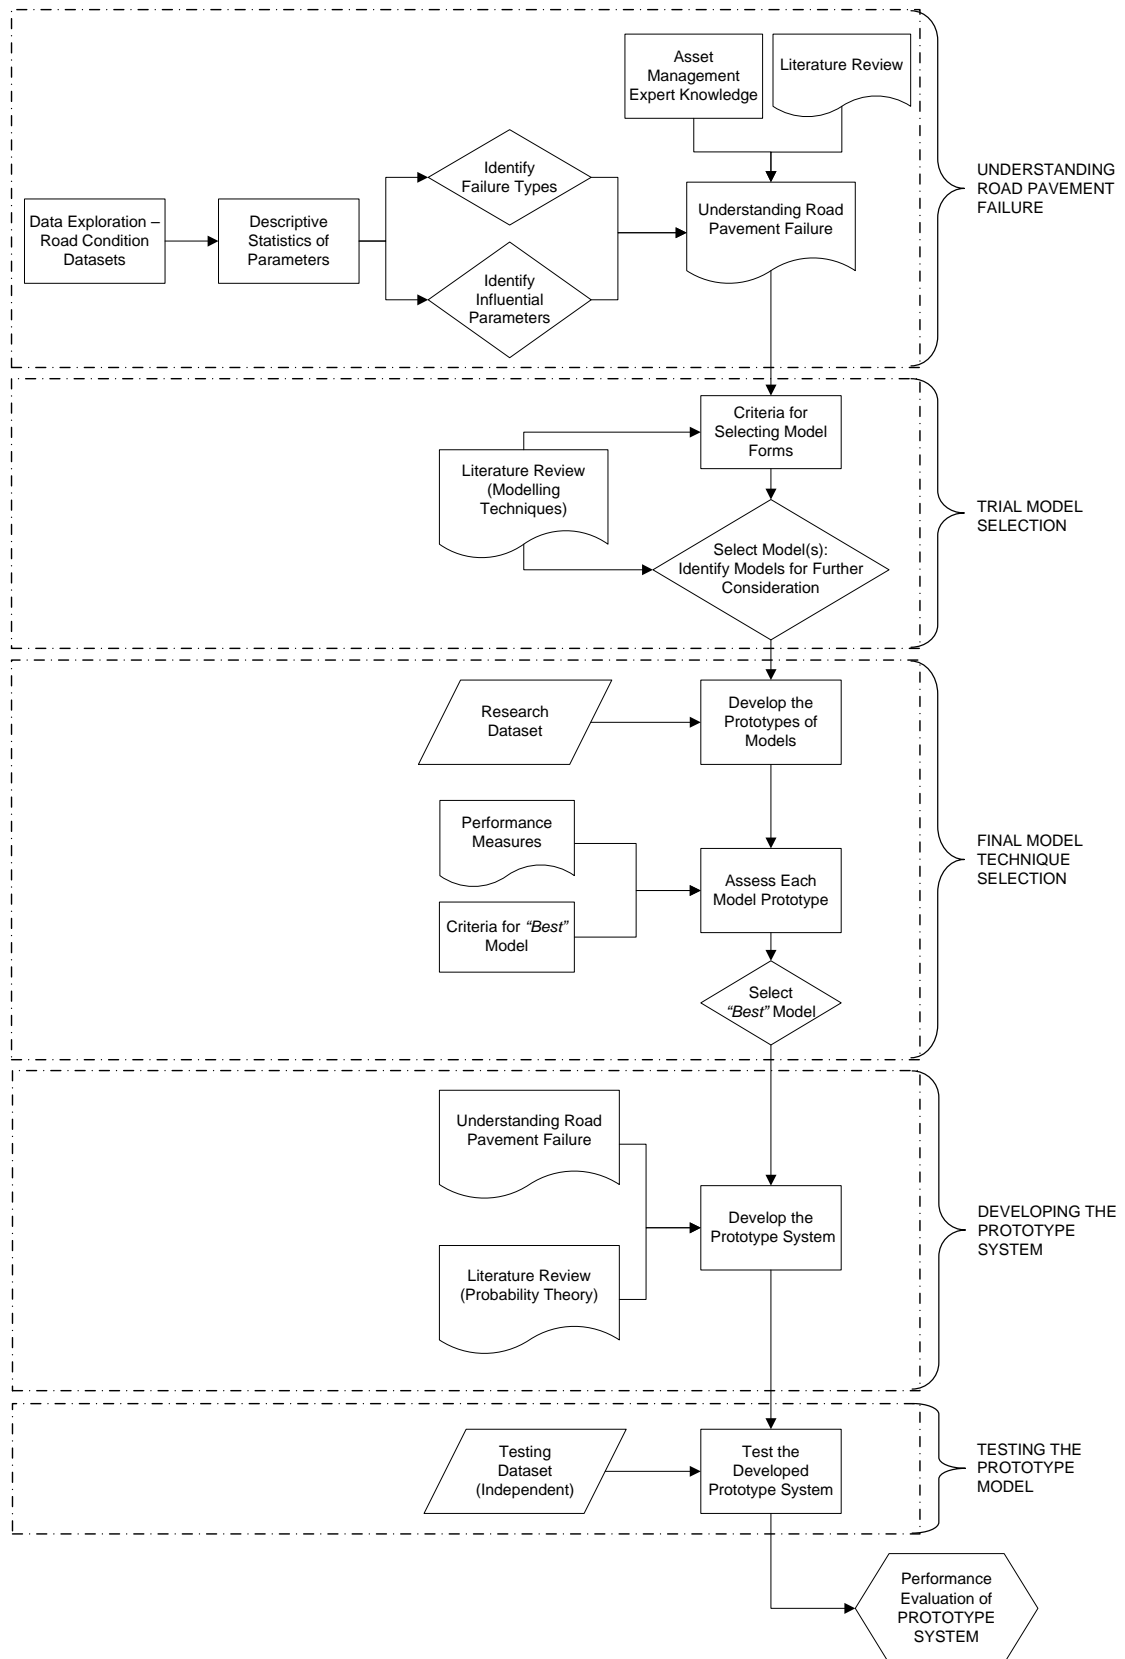 Asset
Management
Expert Knowledge
Literature Review
Identify
Failure Types
UNDERSTANDING
ROAD PAVEMENT
FAILURE
Data Exploration –
Road Condition
Datasets
Descriptive
Statistics of
Parameters
Understanding Road
Pavement Failure
Identify
Influential
Parameters
Criteria for
Selecting Model
Forms
Literature Review
(Modelling
Techniques)
TRIAL MODEL
SELECTION
Select Model(s):
Identify Models for Further
Consideration
Research
Dataset
Develop the
Prototypes of
Models
Performance
Measures
FINAL MODEL
TECHNIQUE
SELECTION
Assess Each
Model Prototype
Criteria for “Best”
Model
Select
“Best” Model
Understanding Road
Pavement Failure
Develop the
Prototype System
DEVELOPING THE
PROTOTYPE
SYSTEM
Literature Review
(Probability Theory)
Testing
Dataset
(Independent)
Test the
Developed
Prototype System
TESTING THE
PROTOTYPE
MODEL
Performance
Evaluation of
PROTOTYPE
SYSTEM